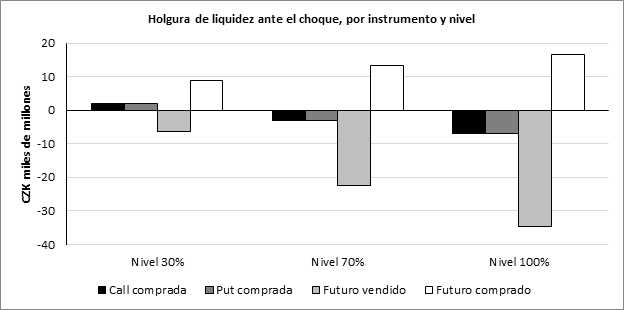 Holgura de liquidez ante el choque, por instrumento y nivel
CZK miles de millones
20
10
0
-10
-20
-30
-40
Nivel 30%
Nivel 70%
Nivel 100%
Call comprada
Put comprada
Futuro vendido
Futuro comprado